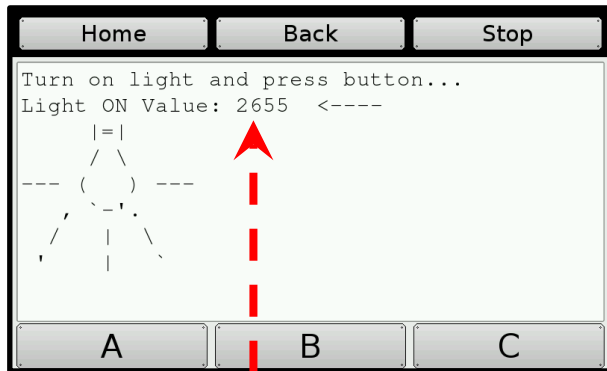 Home Back Stop
Turn on light and press button...
Light ON Value: 2655  <----
      |=|
      / \
--- (    ) ---
   , `-'.
  /   |   \
 '    |    `
A B C